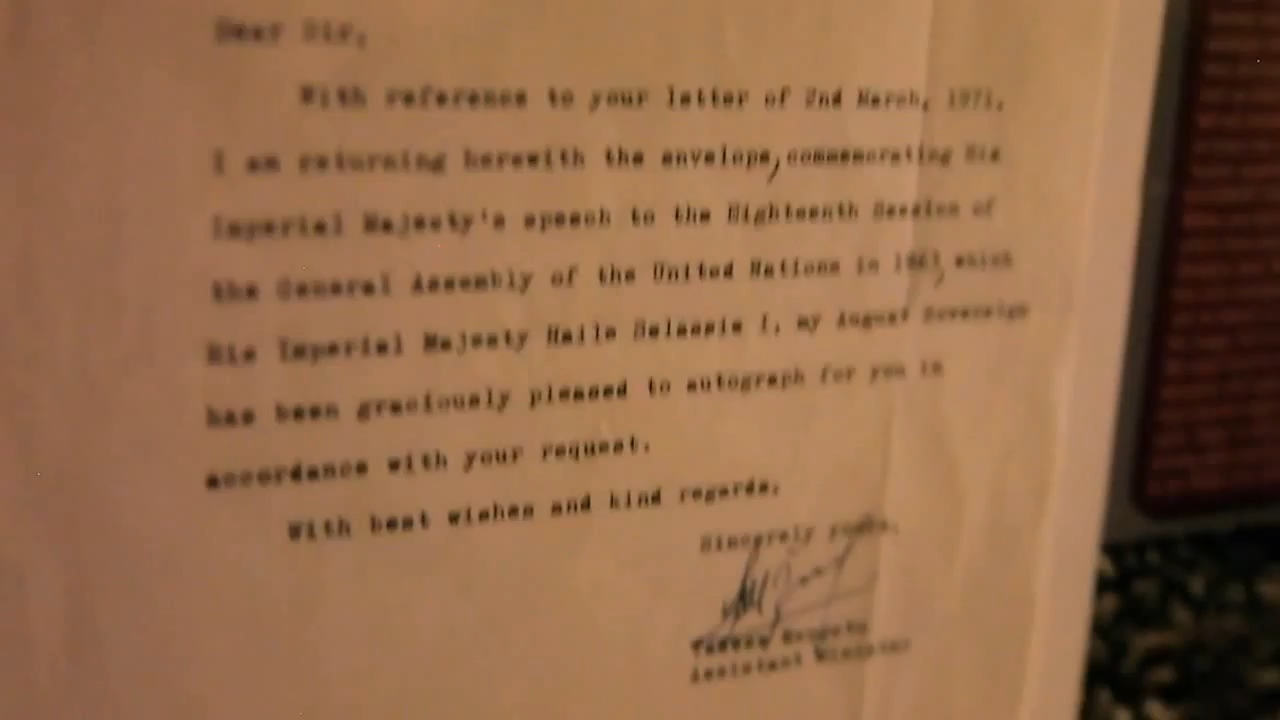 Dear Sir,
With reference to your letter of 2nd March, 1971,
I am returning herewith the envelope, commemorating His
Imperial Majesty's speech to the Eighteenth Session of
the General Assembly of the United Nations in 1963, which
His Imperial Majesty Haile Selassie I, my August Sovereign
has been graciously pleased to autograph for you in
accordance with your request.
With best wishes and kind regards,
Sincerely yours,
Assistant Minister